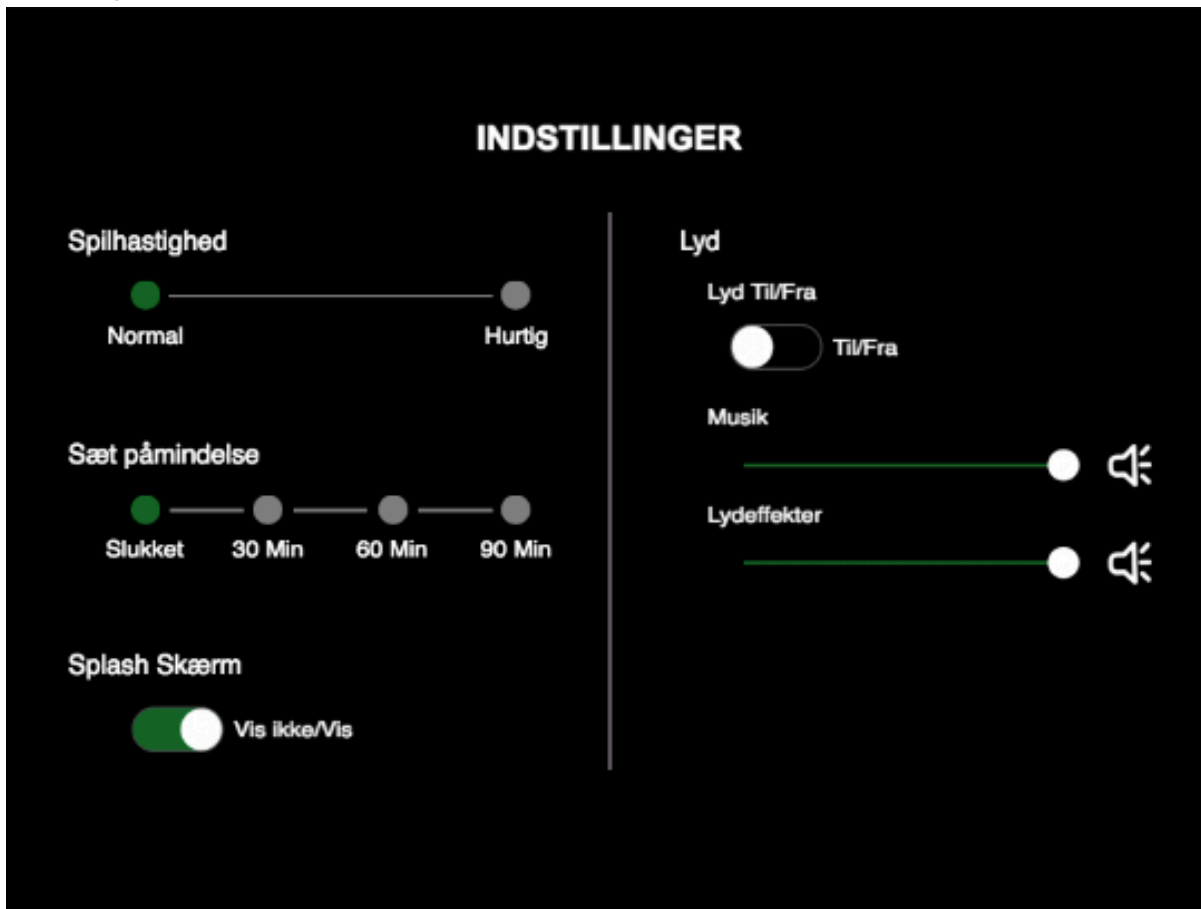 INDSTILLINGER
Spilhastighed
Normal
Hurtig
Sæt påmindelse
Slukket
30 Min
60 Min
90 Min
Splash Skærm
Vis ikke/Vis
Lyd
Lyd Til/Fra
Til/Fra
Musik
Lydeffekter